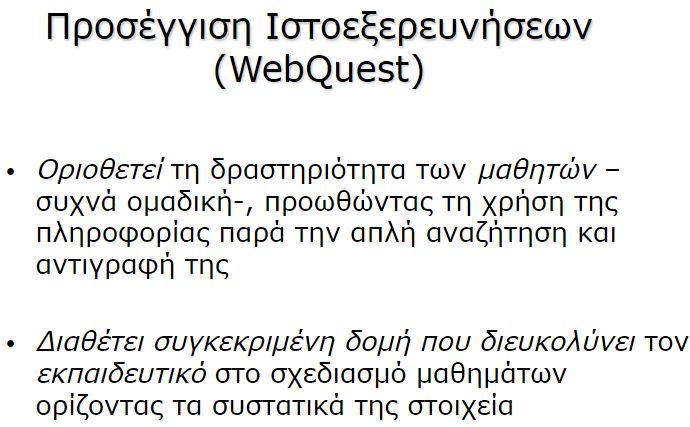 Προσέγγιση Ιστοεξερευνήσεων
(WebQuest)
• Οριοθετεί τη δραστηριότητα των μαθητών –
συχνά ομαδική-, προωθώντας τη χρήση της
πληροφορίας παρά την απλή αναζήτηση και
αντιγραφή της
• Διαθέτει συγκεκριμένη δομή που διευκολύνει τον
εκπαιδευτικό στο σχεδιασμό μαθημάτων
ορίζοντας τα συστατικά της στοιχεία